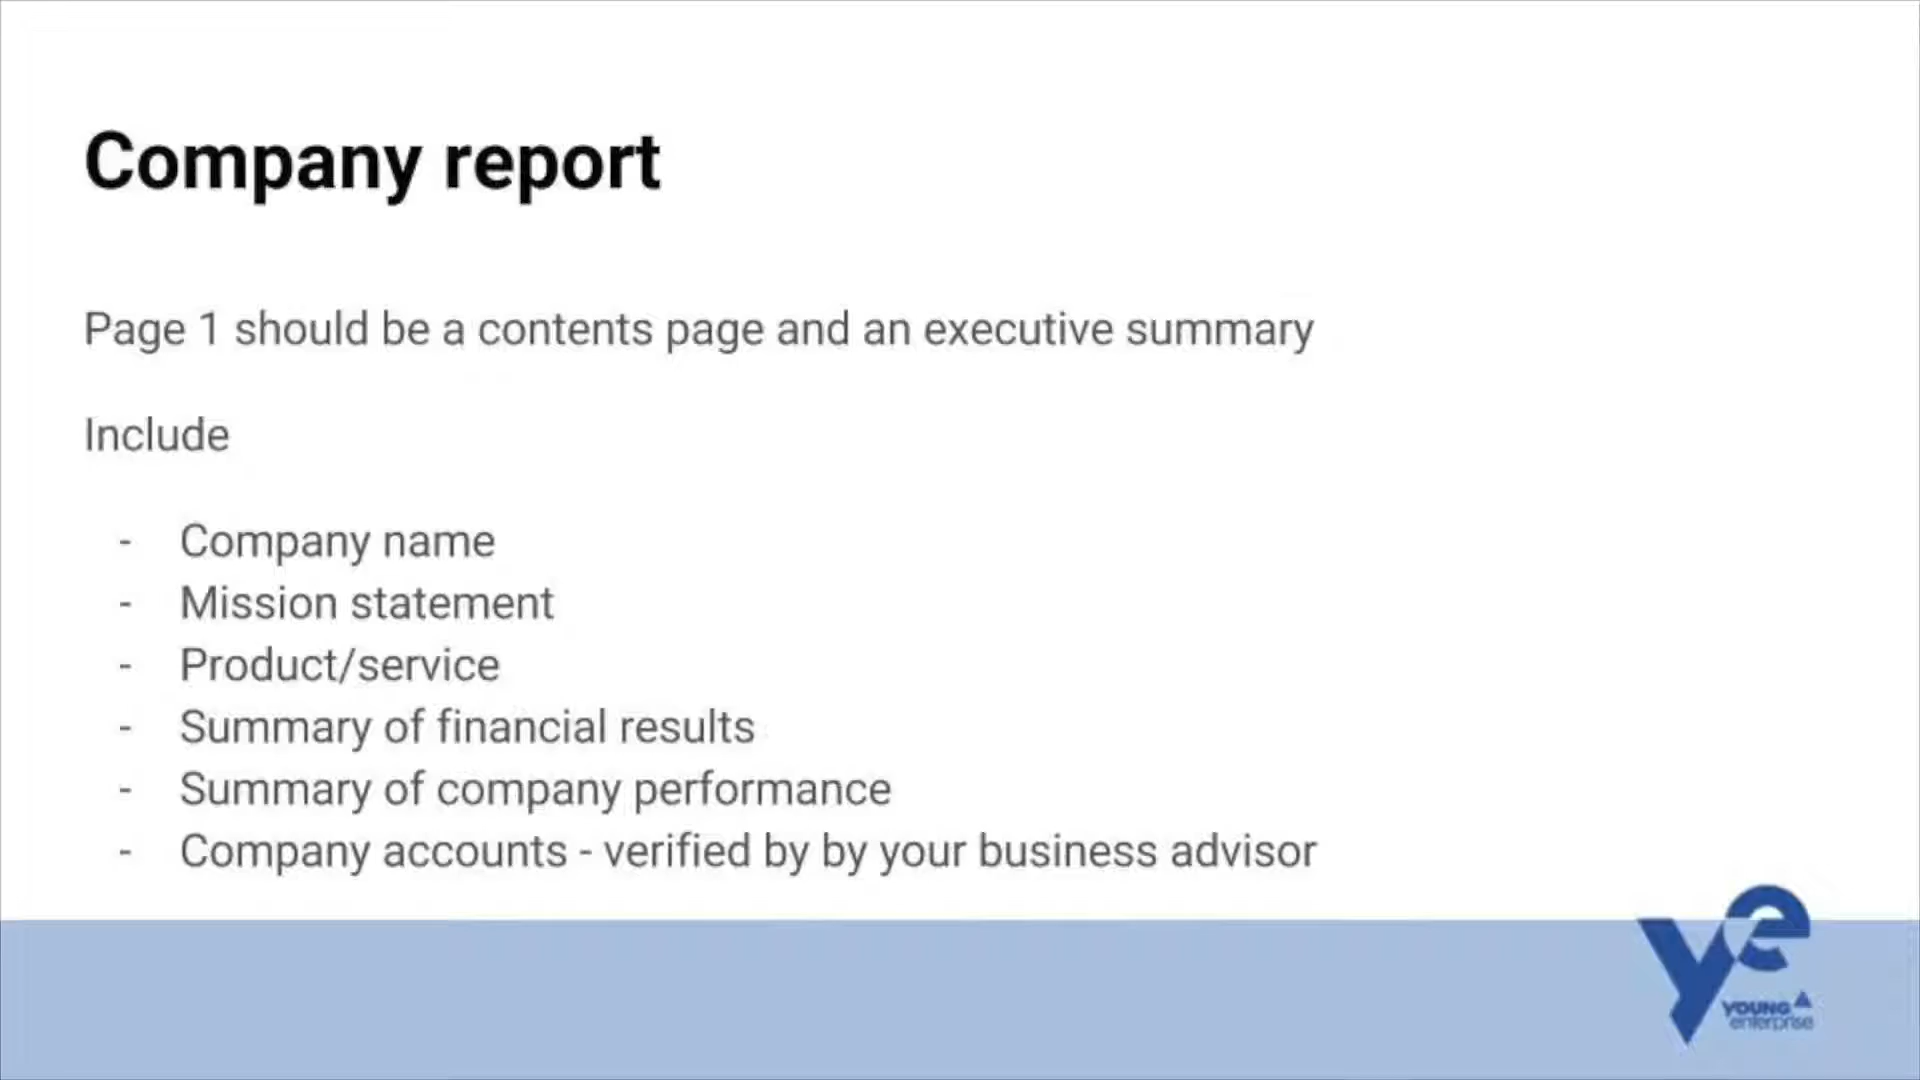 Company report
Page 1 should be a contents page and an executive summary
Include
- Company name
- Mission statement
- Product/service
- Summary of financial results
- Summary of company performance
- Company accounts - verified by by your business advisor
ye
YOUNG
enterprise